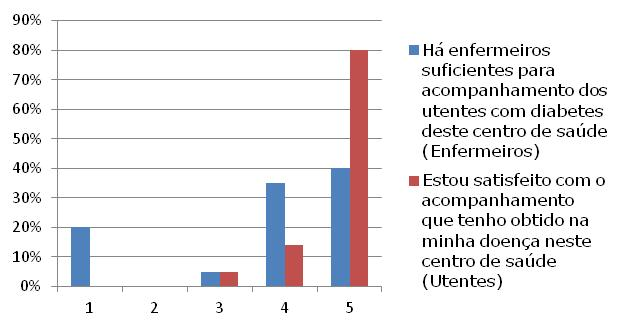 90%
80%
70%
60%
50%
40%
30%
20%
10%
0%
1 2 3 4 5
Há enfermeiros
suficientes para
acompanhamento dos
utentes com diabetes
deste centro de saúde
(Enfermeiros)
Estou satisfeito com o
acompanhamento
que tenho obtido na
minha doença neste
centro de saúde
(Utentes)